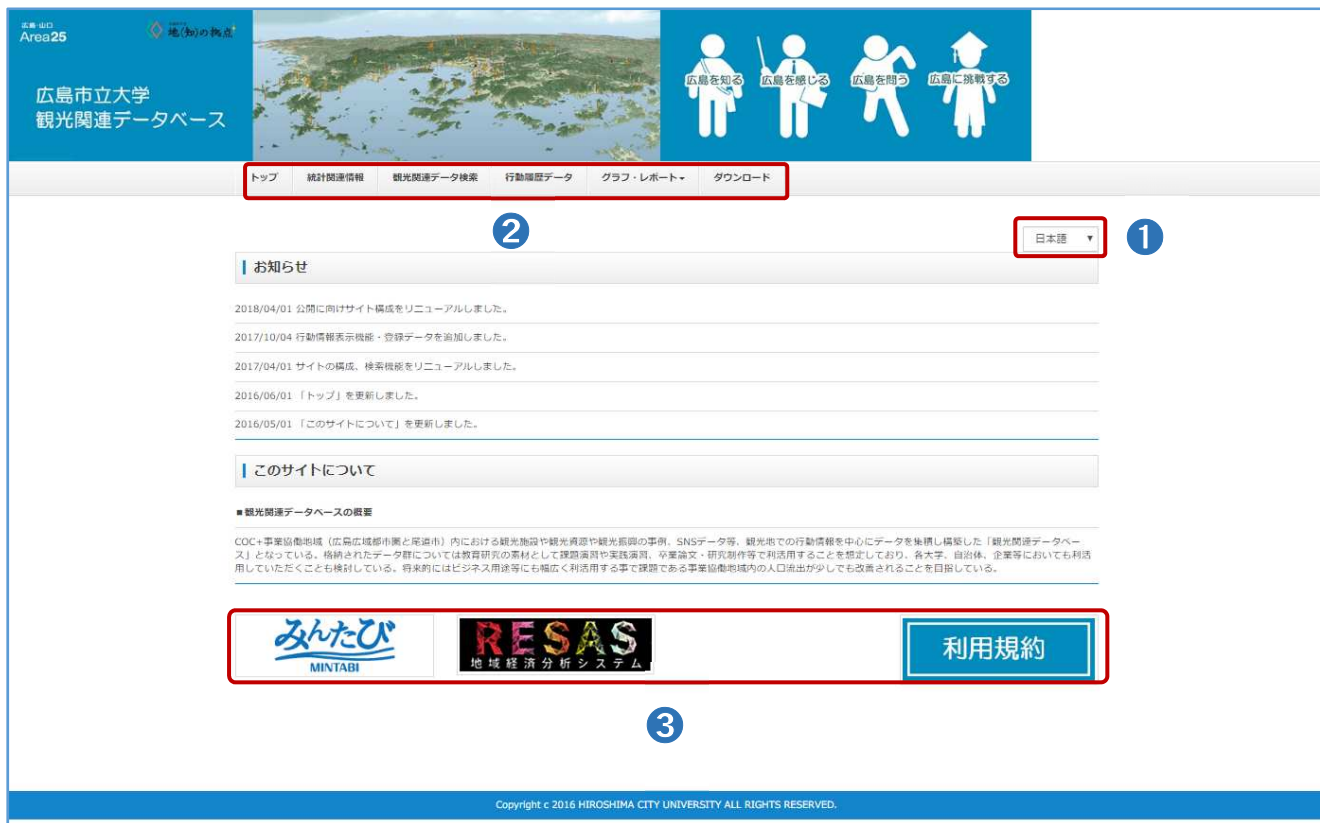 広島・山口
Area25
地(知)の拠点
広島市立大学
観光関連データベース
広島を知る 広島を感じる 広島を問う 広島に挑戦する
トップ 統計関連情報 観光関連データ検索 行動履歴データ グラフ・レポート▾ ダウンロード
❷
日本語 ▼ ❶
お知らせ
2018/04/01 公開に向けサイト構成をリニューアルしました。
2017/10/04 行動情報表示機能・登録データを追加しました。
2017/04/01 サイトの構成、検索機能をリニューアルしました。
2016/06/01 「トップ」を更新しました。
2016/05/01 「このサイトについて」を更新しました。
このサイトについて
■観光関連データベースの概要
COC+事業協働地域（広島広域都市圏と尾道市）内における観光施設や観光資源や観光振興の事例、SNSデータ等、観光地での行動情報を中心にデータを集積し構築した「観光関連データベー
ス」となっている。格納されたデータ群については教育研究の素材として課題演習や実践演習、卒業論文・研究制作等で利活用することを想定しており、各大学、自治体、企業等においても利活
用していただくことも検討している。将来的にはビジネス用途等にも幅広く利活用する事で課題である事業協働地域内の人口流出が少しでも改善されることを目指している。
みんたび
MINTABI
RESAS
地域経済分析システム
利用規約
❸
Copyright c 2016 HIROSHIMA CITY UNIVERSITY ALL RIGHTS RESERVED.